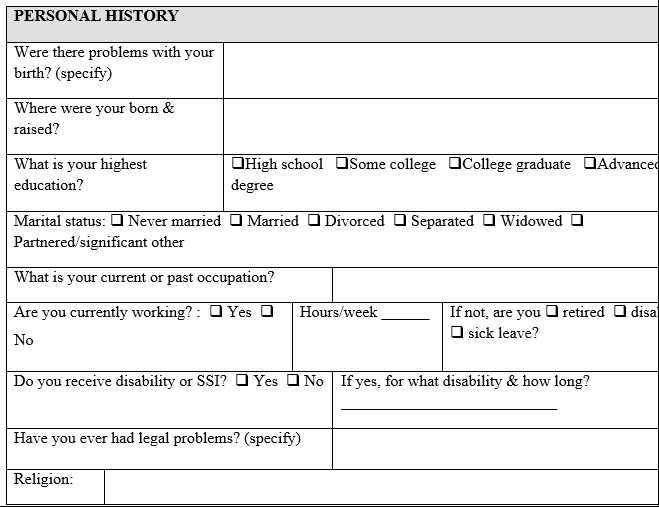 PERSONAL HISTORY
Were there problems with your
birth? (specify)
Where were your born &
raised?
What is your highest
education?
❑High school ❑Some college ❑College graduate ❑Advanced
degree
Marital status: ❑ Never married ❑ Married ❑ Divorced ❑ Separated ❑ Widowed ❑
Partnered/significant other
What is your current or past occupation?
Are you currently working? : ❑ Yes ❑
No
Hours/week ______
If not, are you ❑ retired ❑ disa
❑ sick leave?
Do you receive disability or SSI? ❑ Yes ❑ No
If yes, for what disability & how long?
___________________________
Have you ever had legal problems? (specify)
Religion: